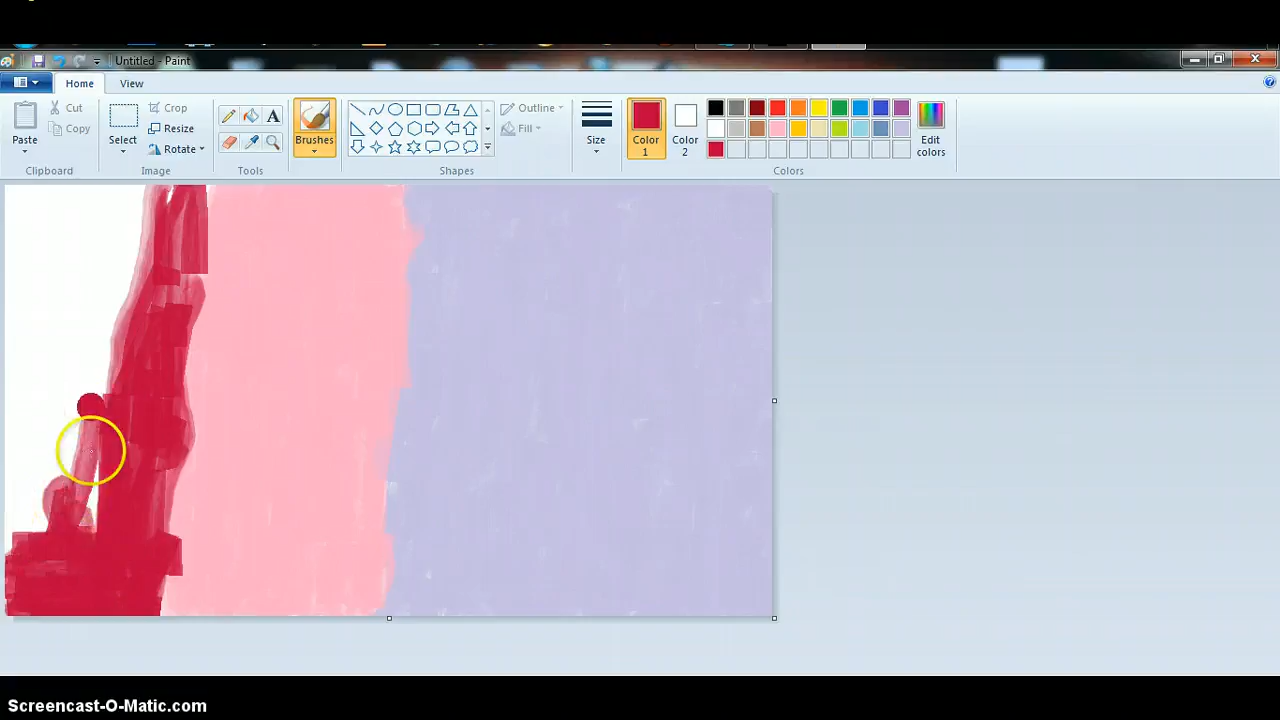 Untitled - Paint
Home View
Paste
Cut
Copy
Clipboard
Select
Crop
Resize
Rotate
Image
A
Tools
Brushes
Outline
Fill
Shapes
Size
Color 1
Color 2
Edit colors
Colors
Screencast-O-Matic.com